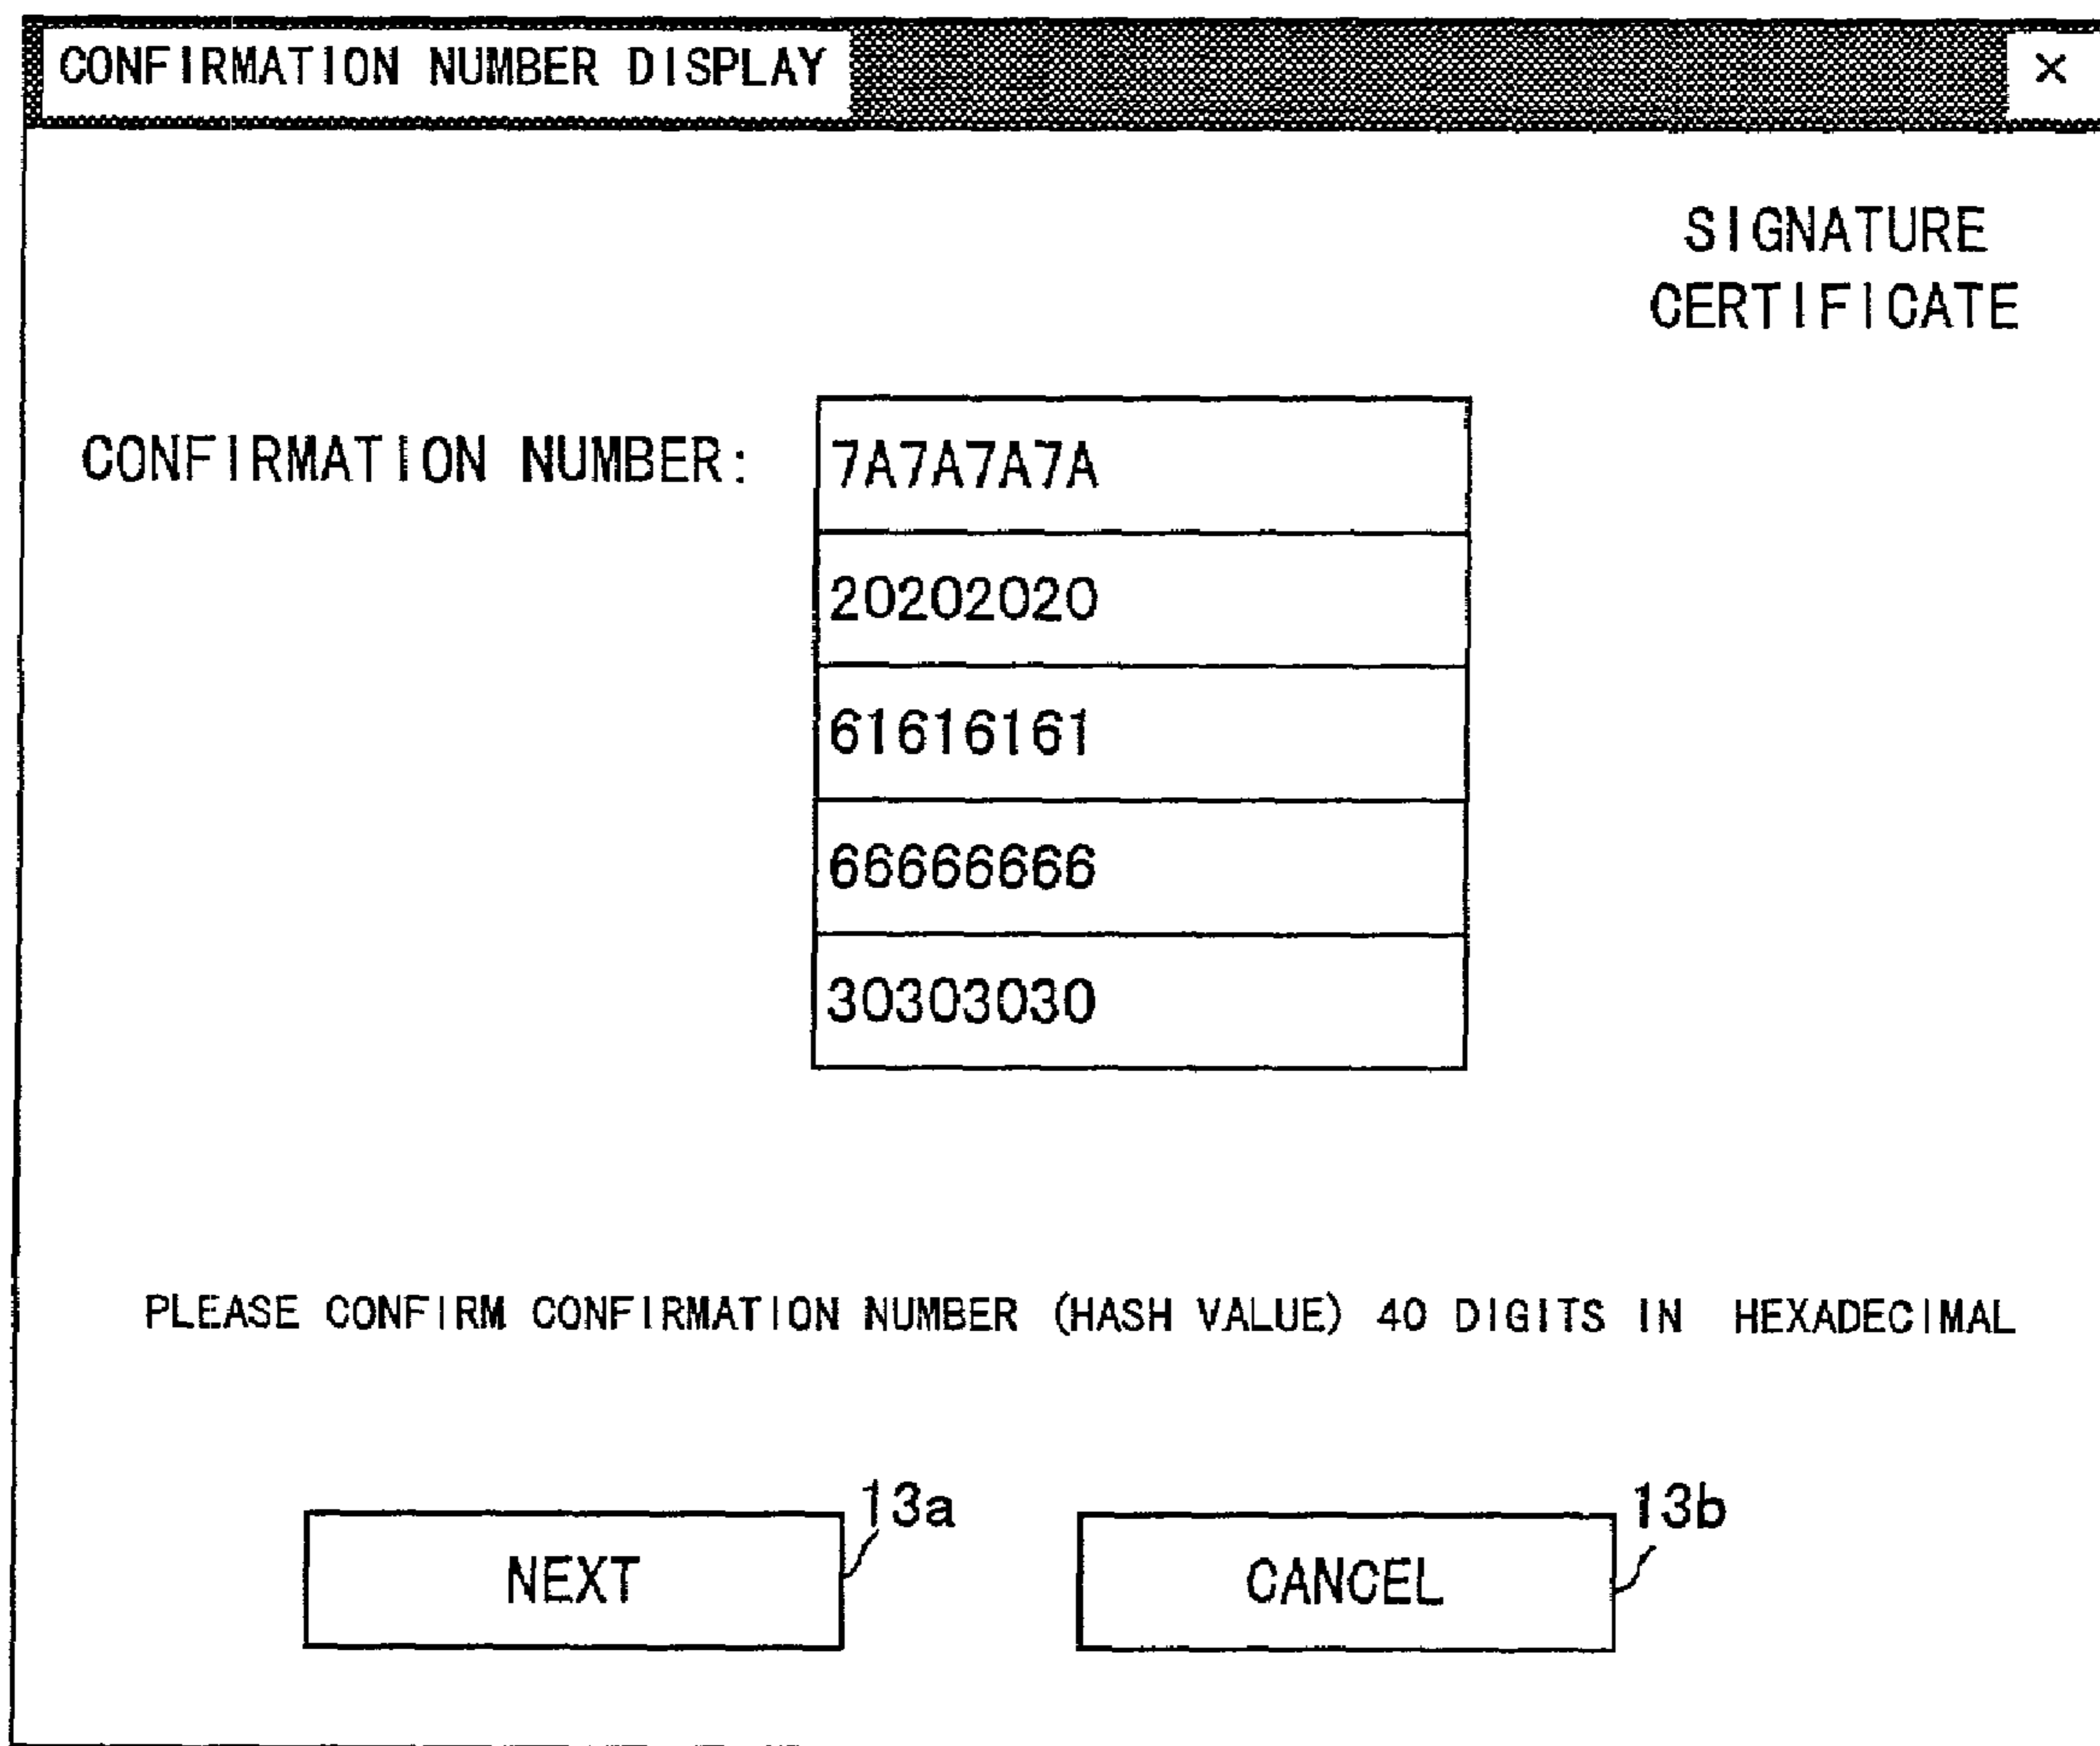 CONFIRMATION NUMBER DISPLAY ×
SIGNATURE
CERTIFICATE
CONFIRMATION NUMBER: 7A7A7A7A
20202020
61616161
66666666
30303030
PLEASE CONFIRM CONFIRMATION NUMBER (HASH VALUE) 40 DIGITS IN HEXADECIMAL
NEXT 13a CANCEL 13b